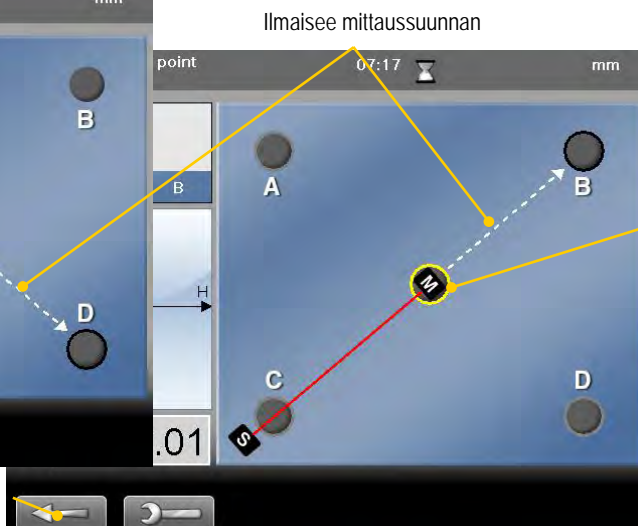 Ilmaisee mittaussuunnan
mm
B
D
point 07:17 mm
B
H
.01
A B
M
C D
S